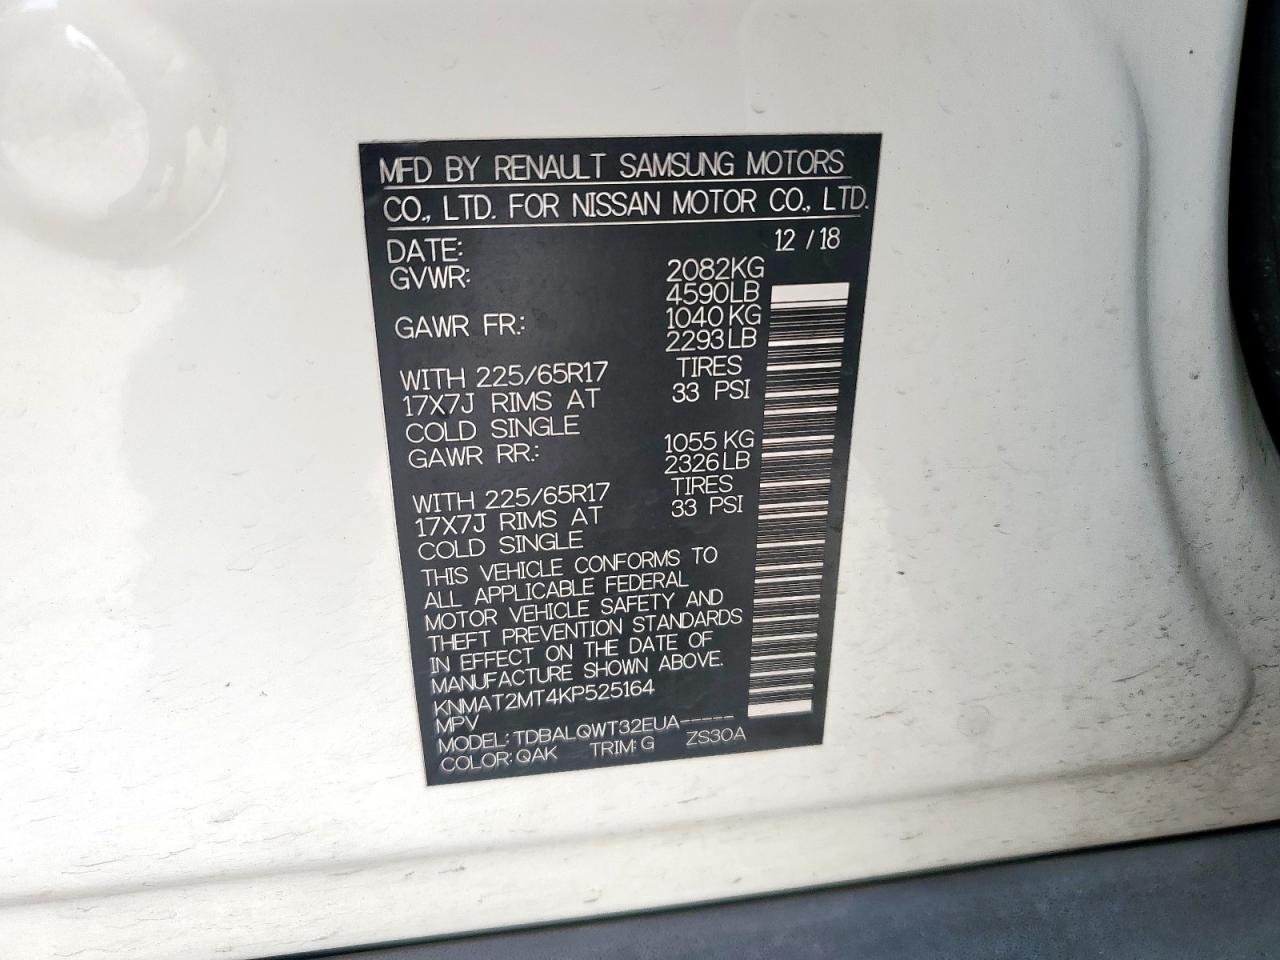 MFD BY RENAULT SAMSUNG MOTORS
CO., LTD. FOR NISSAN MOTOR CO., LTD.
DATE: 12 / 18
GVWR: 2082KG
4590LB
GAWR FR.: 1040 KG
2293 LB
WITH 225/65R17 TIRES
17X7J RIMS AT 33 PSI
COLD SINGLE
GAWR RR.: 1055 KG
2326 LB
WITH 225/65R17 TIRES
17X7J RIMS AT 33 PSI
COLD SINGLE
THIS VEHICLE CONFORMS TO
ALL APPLICABLE FEDERAL
MOTOR VEHICLE SAFETY AND
THEFT PREVENTION STANDARDS
IN EFFECT ON THE DATE OF
MANUFACTURE SHOWN ABOVE.
KNMAT2MT4KP525164
MPV
MODEL: TDBALQWT32EUA-----
COLOR: QAK TRIM: G ZS30A